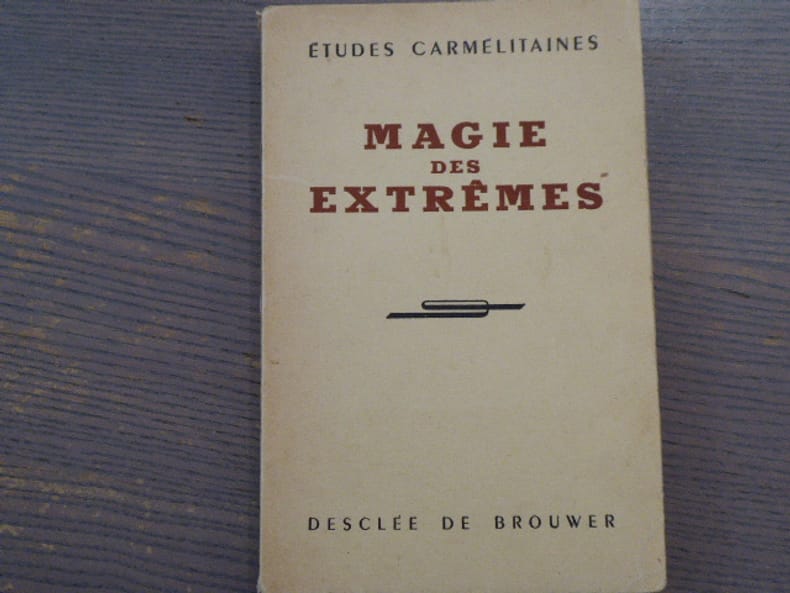 ÉTUDES CARMÉLITAINES
MAGIE
DES
EXTRÊMES
DESCLÉE DE BROUWER